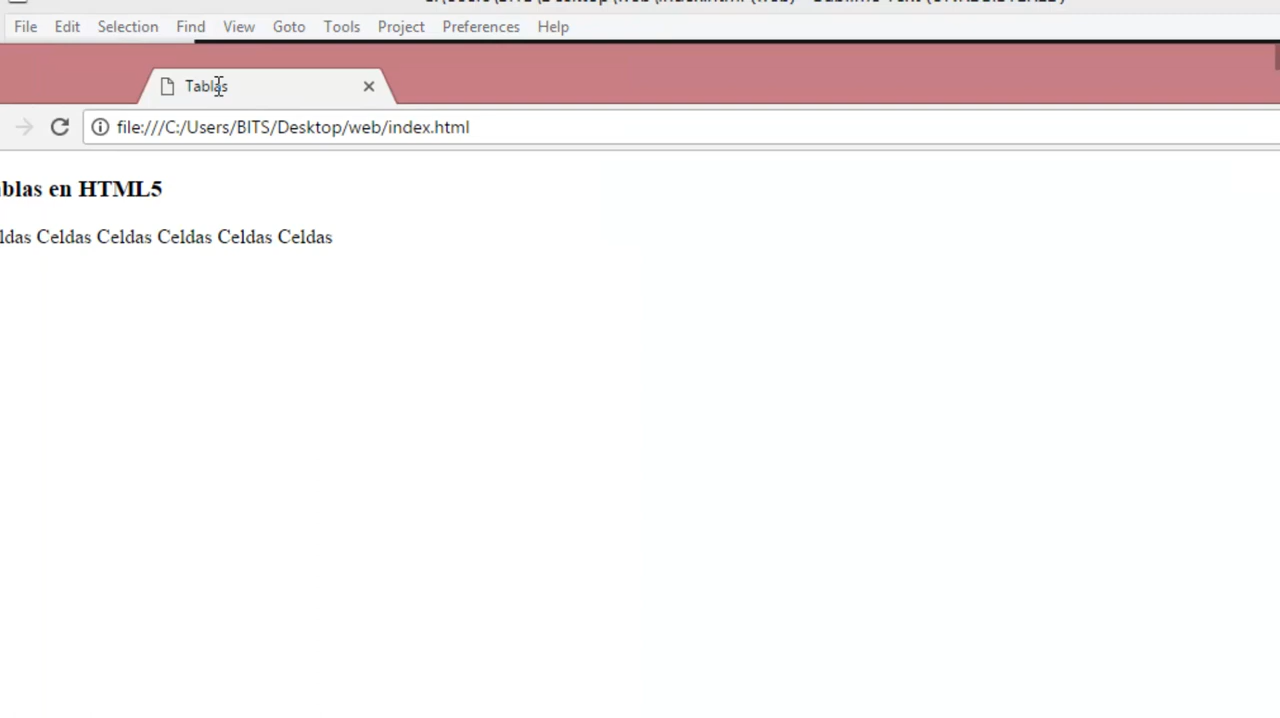 File Edit Selection Find View Goto Tools Project Preferences Help
Tablas
file:///C:/Users/BITS/Desktop/web/index.html
ablas en HTML5
ldas Celdas Celdas Celdas Celdas Celdas